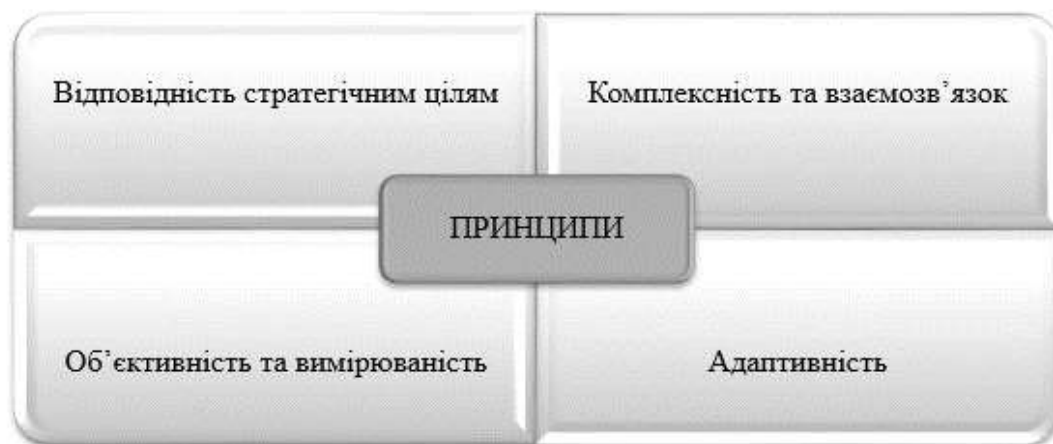 Відповідність стратегічним цілям
Комплексність та взаємозв’язок
ПРИНЦИПИ
Об’єктивність та вимірюваність
Адаптивність